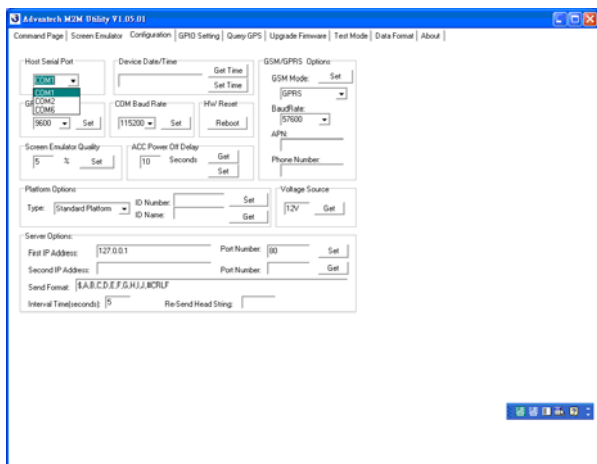 Advantech M2M Utility V1.05.01
Command Page Screen Emulator Configuration GPIO Setting Query GPS Upgrade Firmware Test Mode Data Format About
Host Serial Port
COM1
COM1
COM2
COM6
Device Date/Time
Get Time
Set Time
GSM/GPRS Options
GSM Mode: Set
GPRS
BaudRate:
57600
APN:
Phone Number
9600 Set
COM Baud Rate
115200 Set
HW Reset
Reboot
Screen Emulator Quality
5 % Set
ACC Power Off Delay
10 Seconds Get
Set
Platform Options
Type: Standard Platform
ID Number: Set
ID Name: Get
Voltage Source
12V Get
Server Options:
First IP Address: 127.0.0.1 Port Number: 80 Set
Second IP Address: Port Number: Get
Send Format:
Interval Time(seconds): 5 Re-Send Head String: